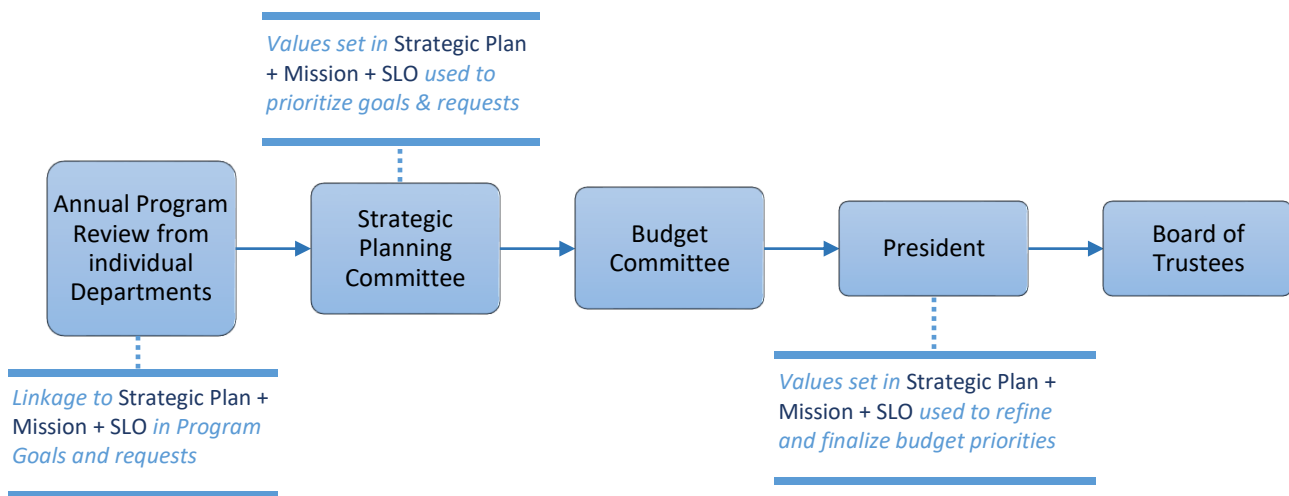 Values set in Strategic Plan
+ Mission + SLO used to
prioritize goals & requests
Annual Program
Review from
individual
Departments
Strategic
Planning
Committee
Budget
Committee
President
Board of
Trustees
Linkage to Strategic Plan +
Mission + SLO in Program
Goals and requests
Values set in Strategic Plan +
Mission + SLO used to refine
and finalize budget priorities